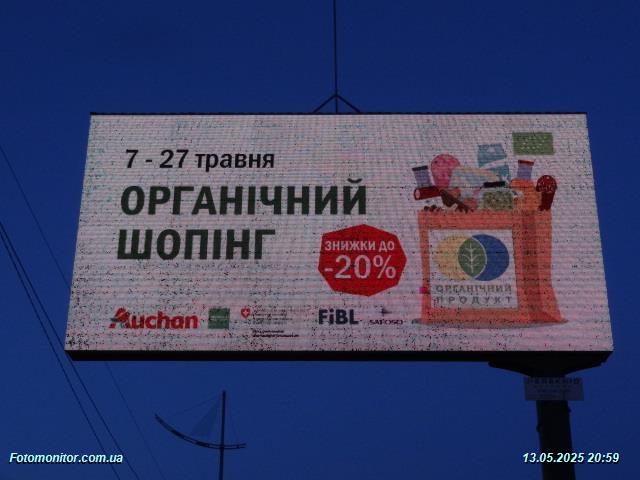 7 - 27 травня
ОРГАНІЧНИЙ
ШОПІНГ
ЗНИЖКИ ДО
-20%
ОРГАНІЧНИЙ
ПРОДУКТ
Auchan
FiBL
SAFOSO
Fotomonitor.com.ua
13.05.2025 20:59